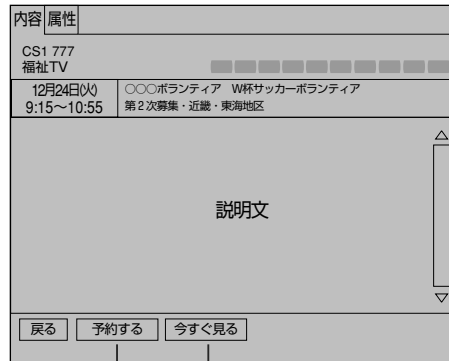 内容 属性
CS1 777
福祉TV
12月24日(火)
9:15～10:55
○○○ボランティア W杯サッカーボランティア
第２次募集・近畿・東海地区
説明文
戻る 予約する 今すぐ見る